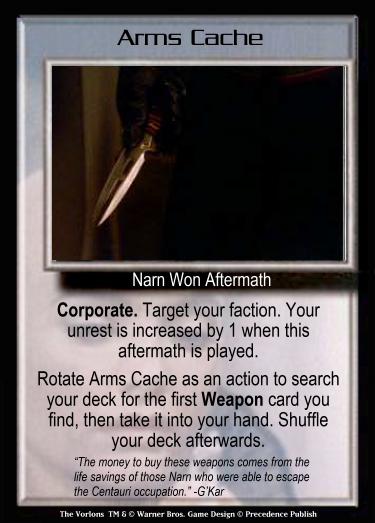 Arms Cache
Narn Won Aftermath
Corporate. Target your faction. Your
unrest is increased by 1 when this
aftermath is played.
Rotate Arms Cache as an action to search
your deck for the first Weapon card you
find, then take it into your hand. Shuffle
your deck afterwards.
“The money to buy these weapons comes from the
life savings of those Narn who were able to escape
the Centauri occupation.” -G'Kar
The Vorlons TM & © Warner Bros. Game Design © Precedence Publish